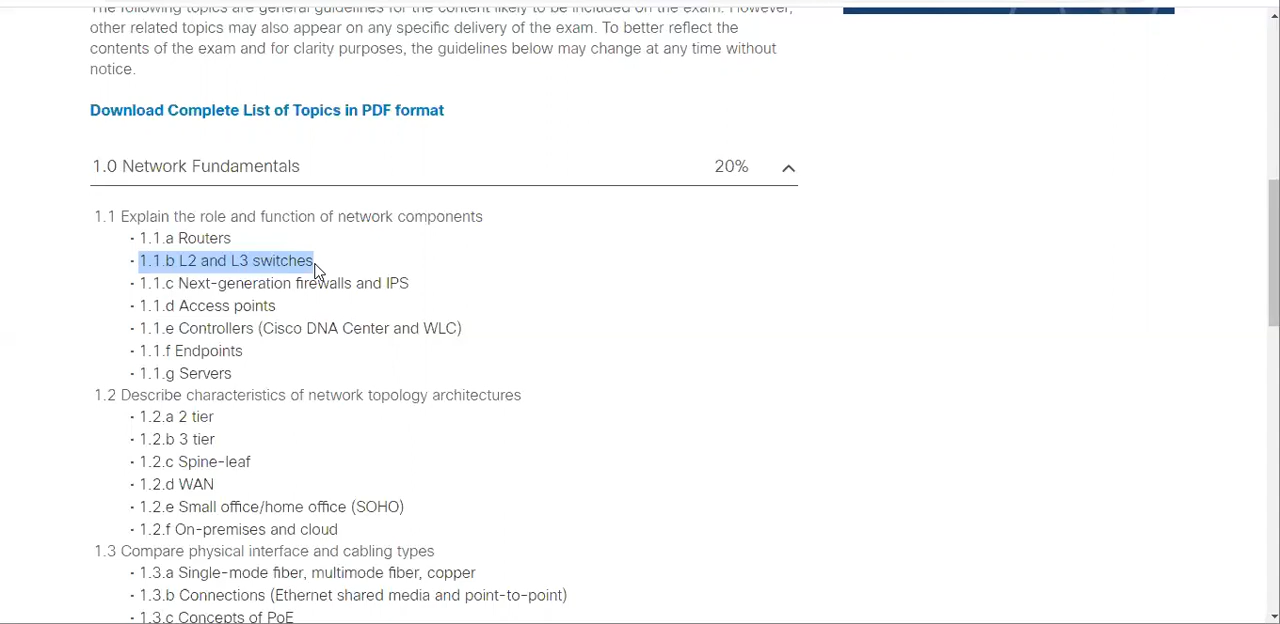 The following topics are general guidelines for the content likely to be included on the exam. However,
other related topics may also appear on any specific delivery of the exam. To better reflect the
contents of the exam and for clarity purposes, the guidelines below may change at any time without
notice.
Download Complete List of Topics in PDF format
1.0 Network Fundamentals 20%
1.1 Explain the role and function of network components
· 1.1.a Routers
· 1.1.b L2 and L3 switches
· 1.1.c Next-generation firewalls and IPS
· 1.1.d Access points
· 1.1.e Controllers (Cisco DNA Center and WLC)
· 1.1.f Endpoints
· 1.1.g Servers
1.2 Describe characteristics of network topology architectures
· 1.2.a 2 tier
· 1.2.b 3 tier
· 1.2.c Spine-leaf
· 1.2.d WAN
· 1.2.e Small office/home office (SOHO)
· 1.2.f On-premises and cloud
1.3 Compare physical interface and cabling types
· 1.3.a Single-mode fiber, multimode fiber, copper
· 1.3.b Connections (Ethernet shared media and point-to-point)
· 1.3.c Concepts of PoE